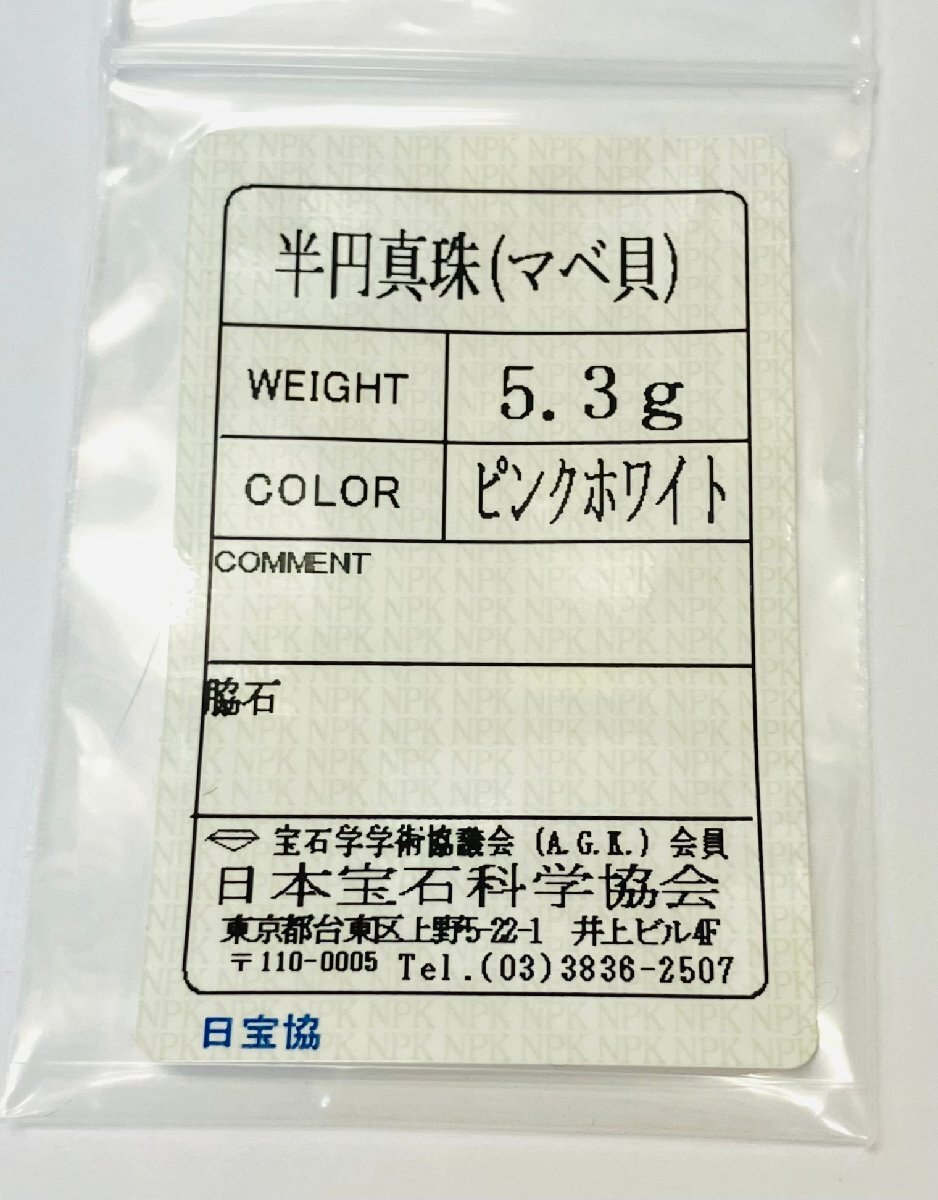 半円真珠(マベ貝)
WEIGHT 5.3g
COLOR ピンクホワイト
COMMENT
脇石
宝石学学術協議会 (A.G.K.) 会員
日本宝石科学協会
東京都台東区上野5-22-1 井上ビル4F
〒110-0005 Tel.(03)3836-2507
日宝協